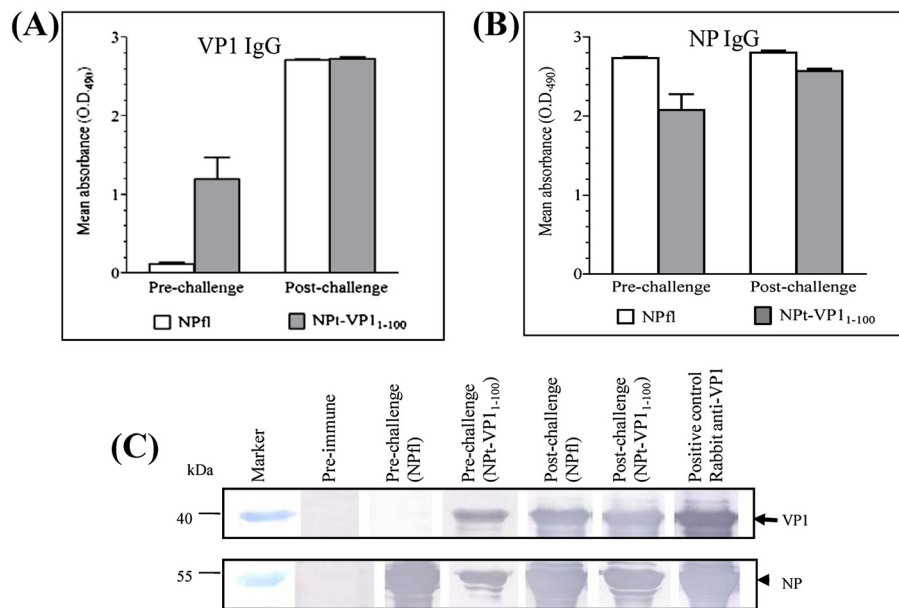 (A)
VP1 IgG
Mean absorbance (O.D.490)
3
2
1
0
Pre-challenge Post-challenge
NPfl NPt-VP11-100
(B)
NP IgG
Mean absorbance (O.D.490)
3
2
1
0
Pre-challenge Post-challenge
NPfl NPt-VP11-100
(C)
kDa
Marker
Pre-immune
Pre-challenge
(NPfl)
Pre-challenge
(NPt-VP11-100)
Post-challenge
(NPfl)
Post-challenge
(NPt-VP11-100)
Positive control
Rabbit anti-VP1
40 VP1
55 NP